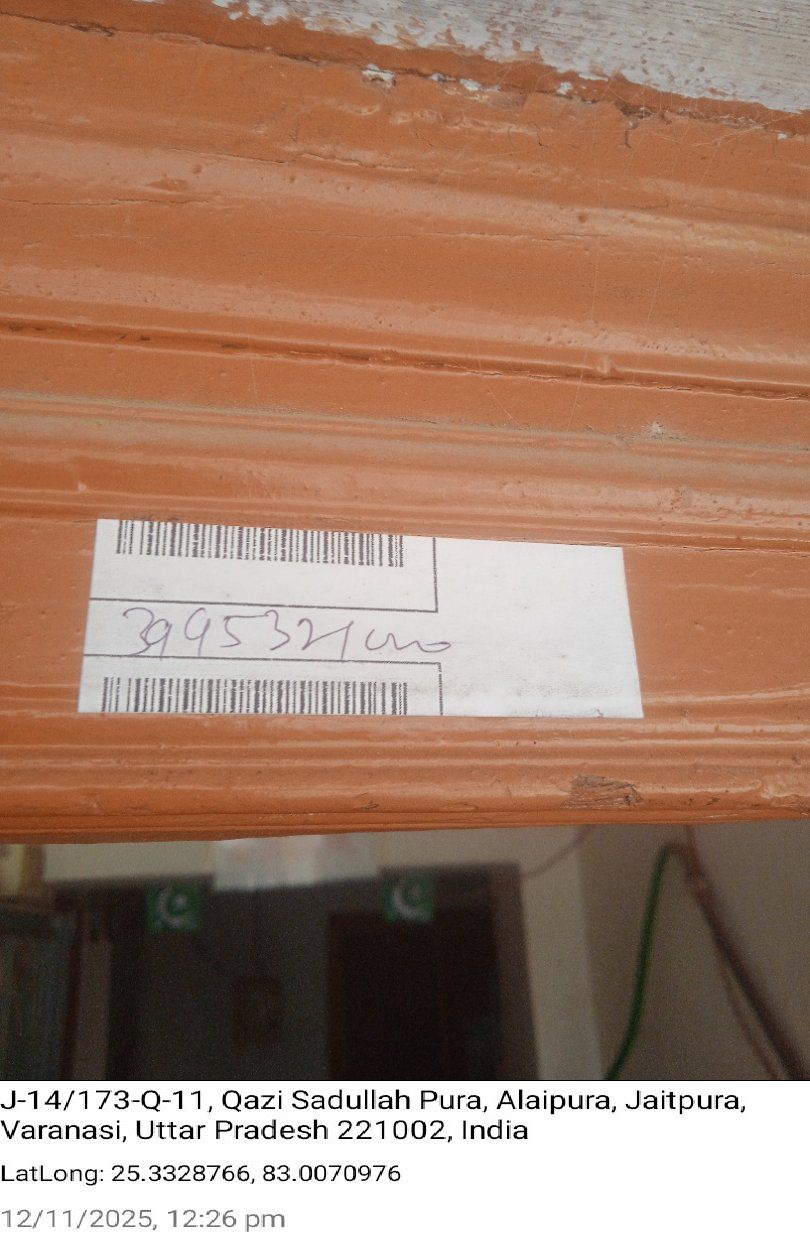 J-14/173-Q-11, Qazi Sadullah Pura, Alaipura, Jaitpura,
Varanasi, Uttar Pradesh 221002, India
LatLong: 25.3328766, 83.0070976
12/11/2025, 12:26 pm